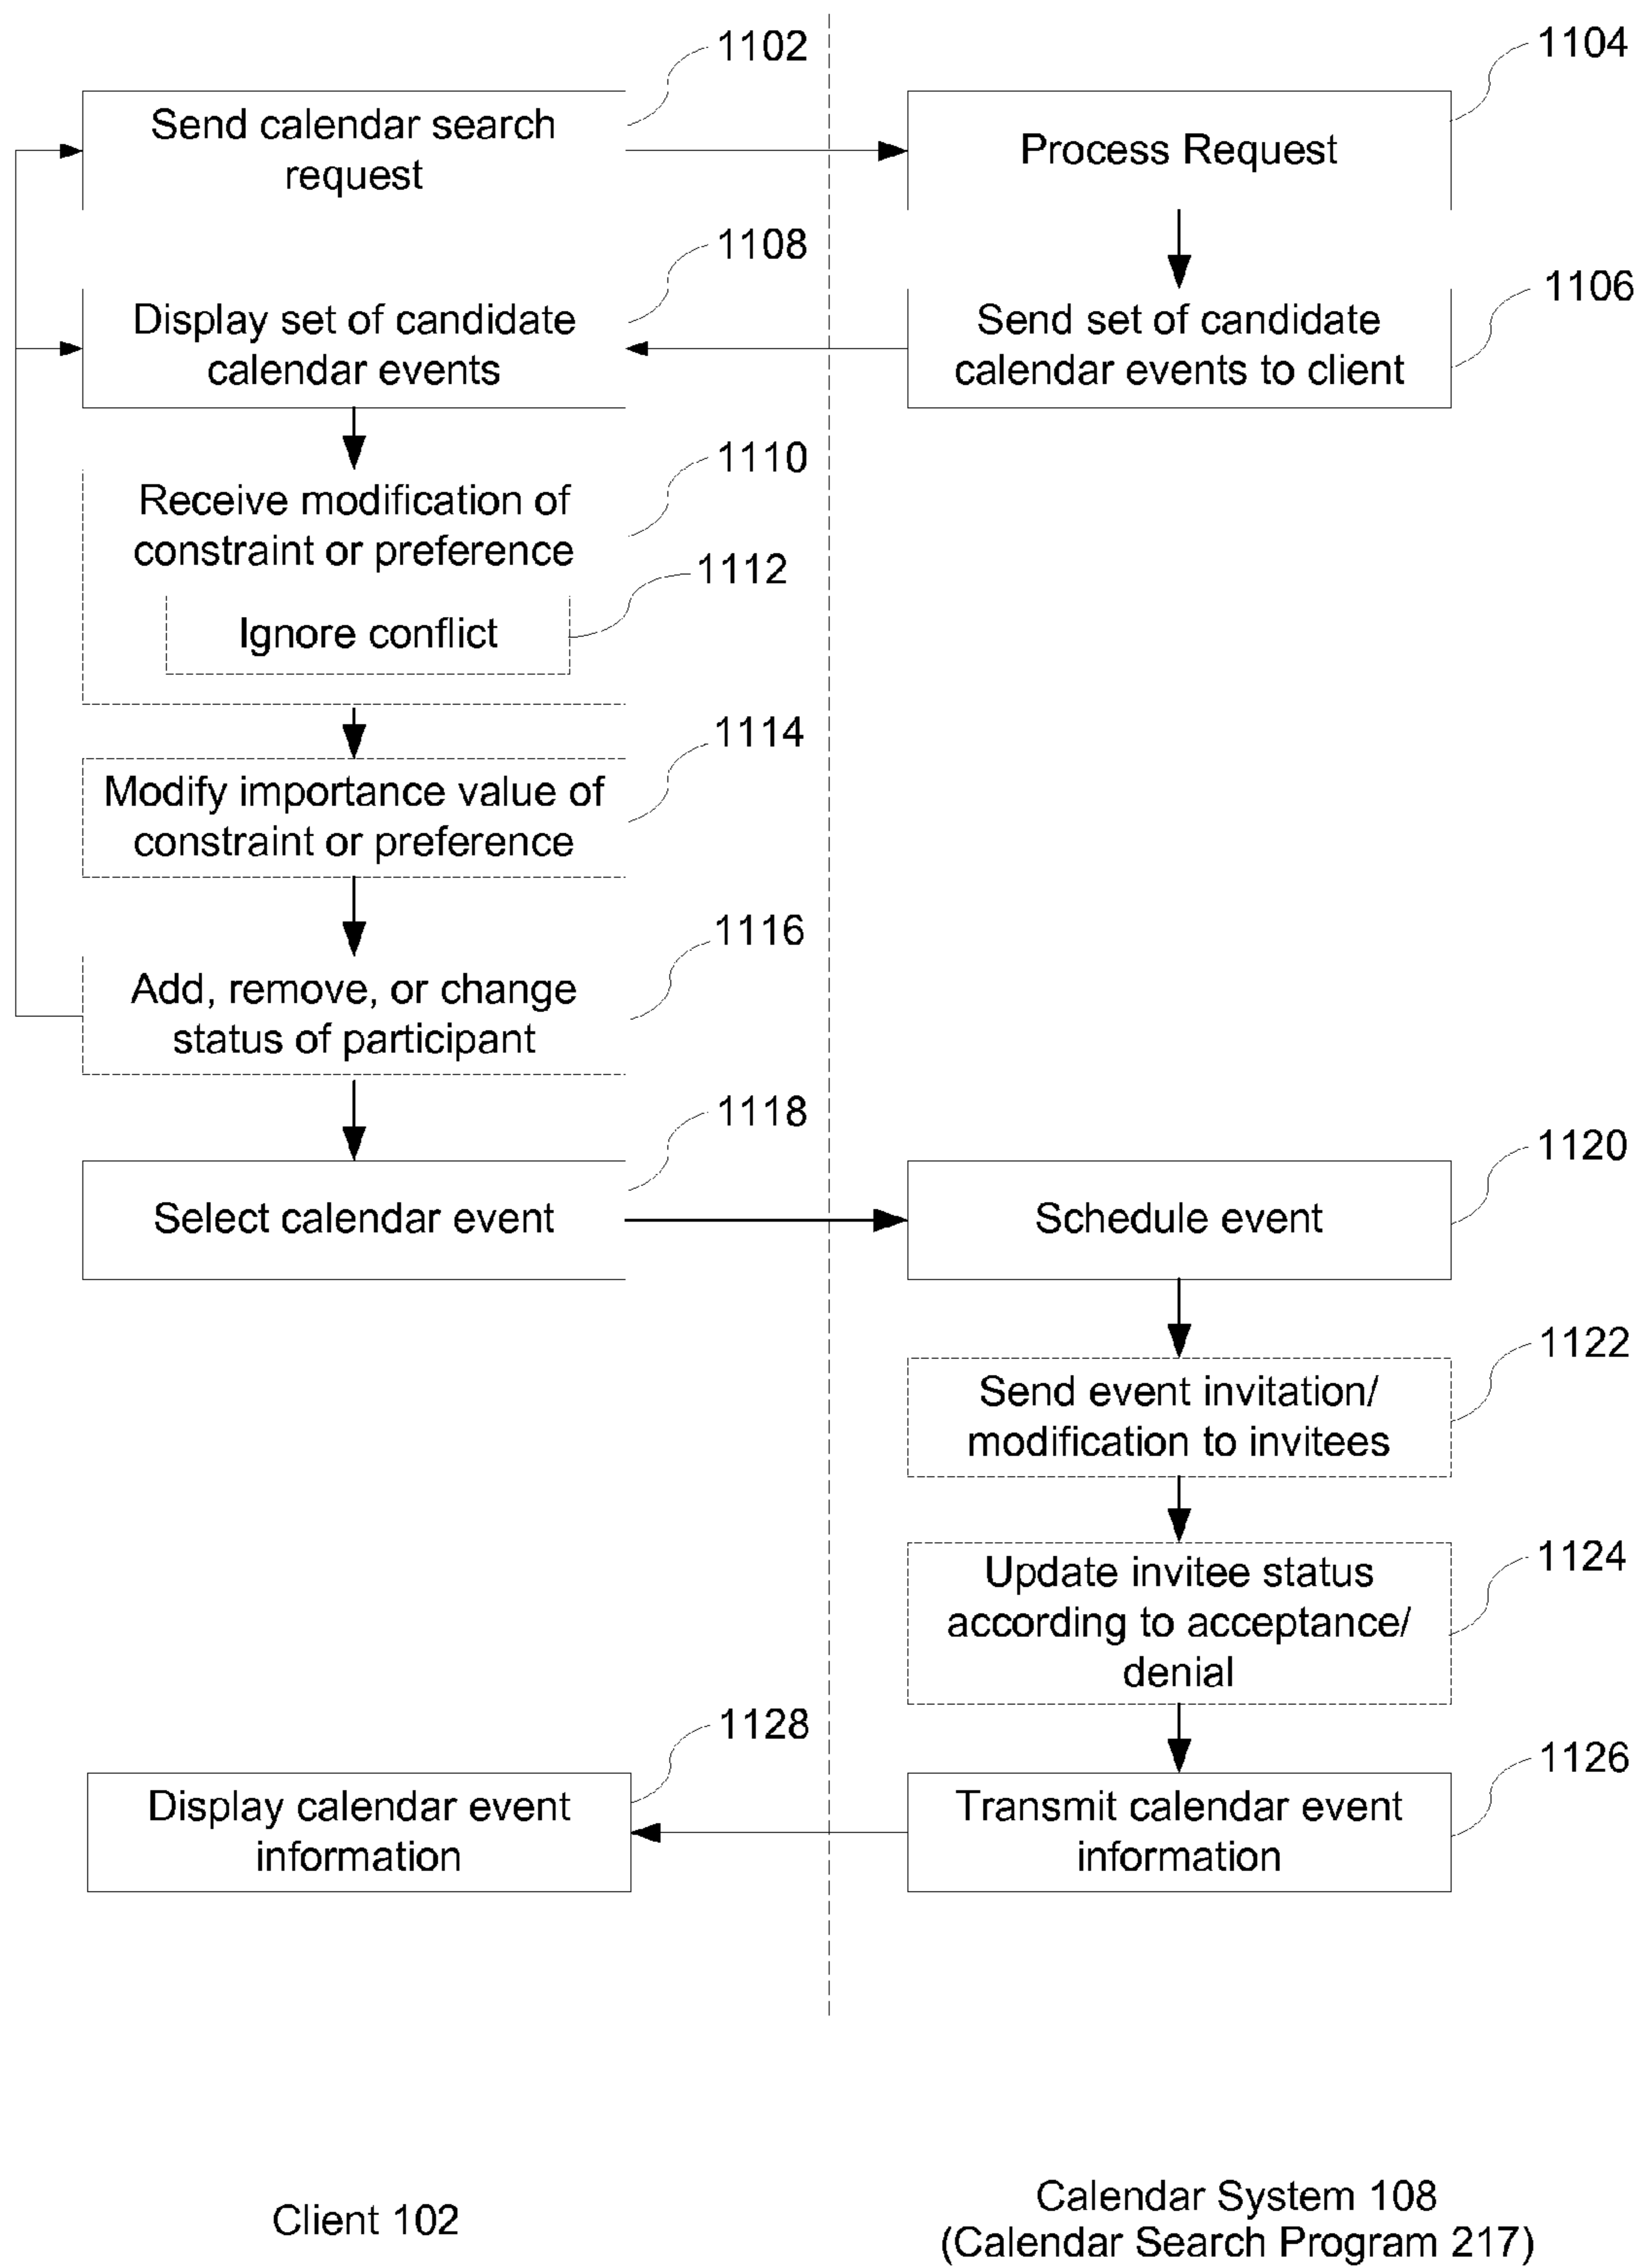 1102
1104
Send calendar search
request
Process Request
1108
1106
Display set of candidate
calendar events
Send set of candidate
calendar events to client
1110
Receive modification of
constraint or preference
1112
Ignore conflict
1114
Modify importance value of
constraint or preference
1116
Add, remove, or change
status of participant
1118
1120
Select calendar event
Schedule event
1122
Send event invitation/
modification to invitees
1124
Update invitee status
according to acceptance/
denial
1128
1126
Display calendar event
information
Transmit calendar event
information
Client 102
Calendar System 108
(Calendar Search Program 217)